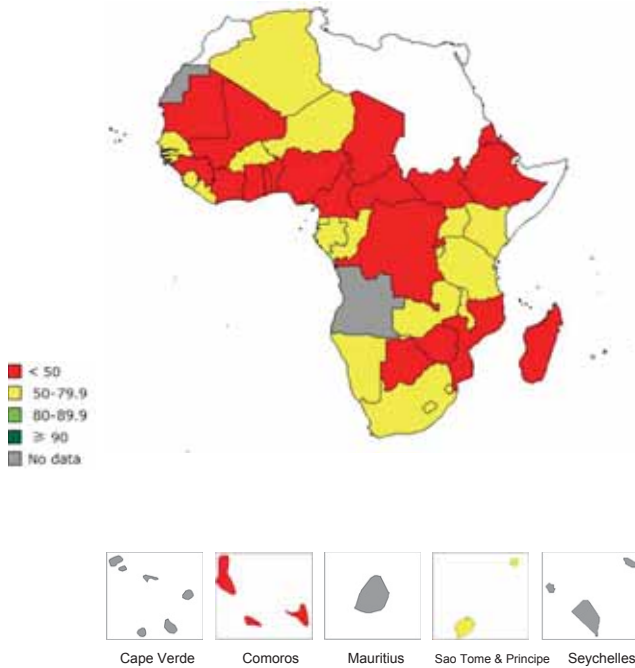 < 50
50-79.9
80-89.9
≥ 90
No data
Cape Verde
Comoros
Mauritius
Sao Tome & Principe
Seychelles